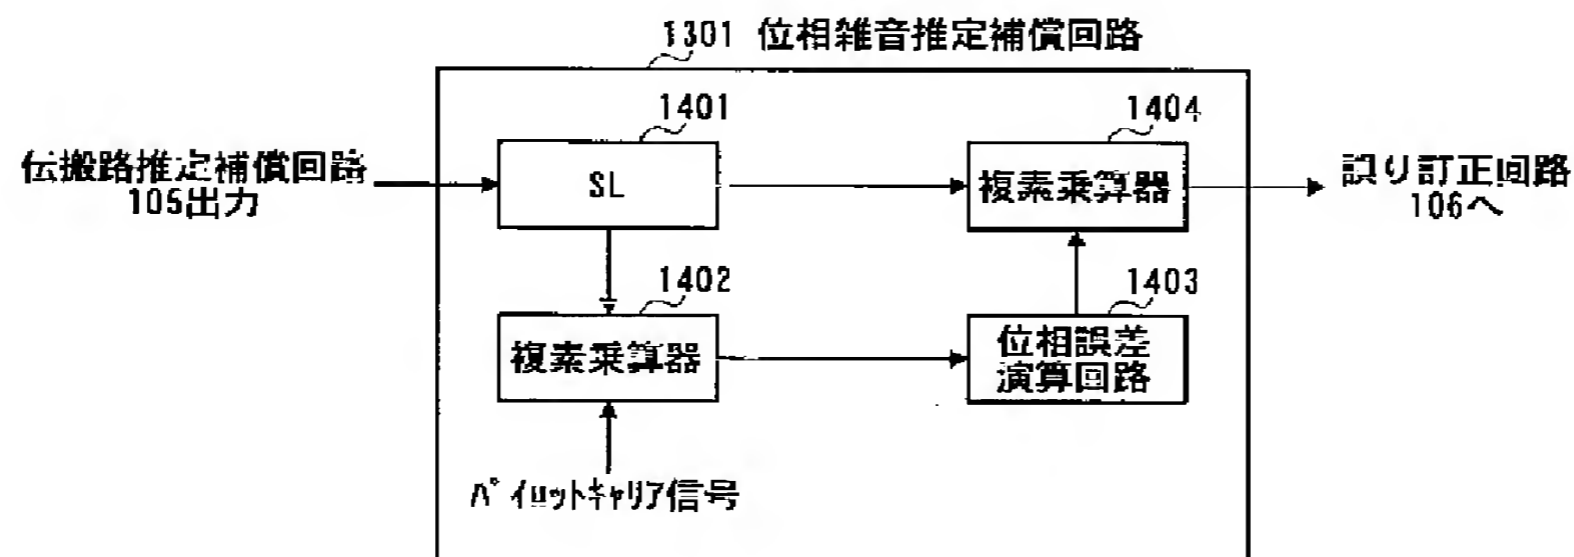 1301 位相雑音推定補償回路
1401
1404
伝搬路推定補償回路
105出力
SL
複素乗算器
誤り訂正回路
106へ
1402
1403
複素乗算器
位相誤差
演算回路
ﾊﾟｲﾛｯﾄｷｬﾘｱ信号